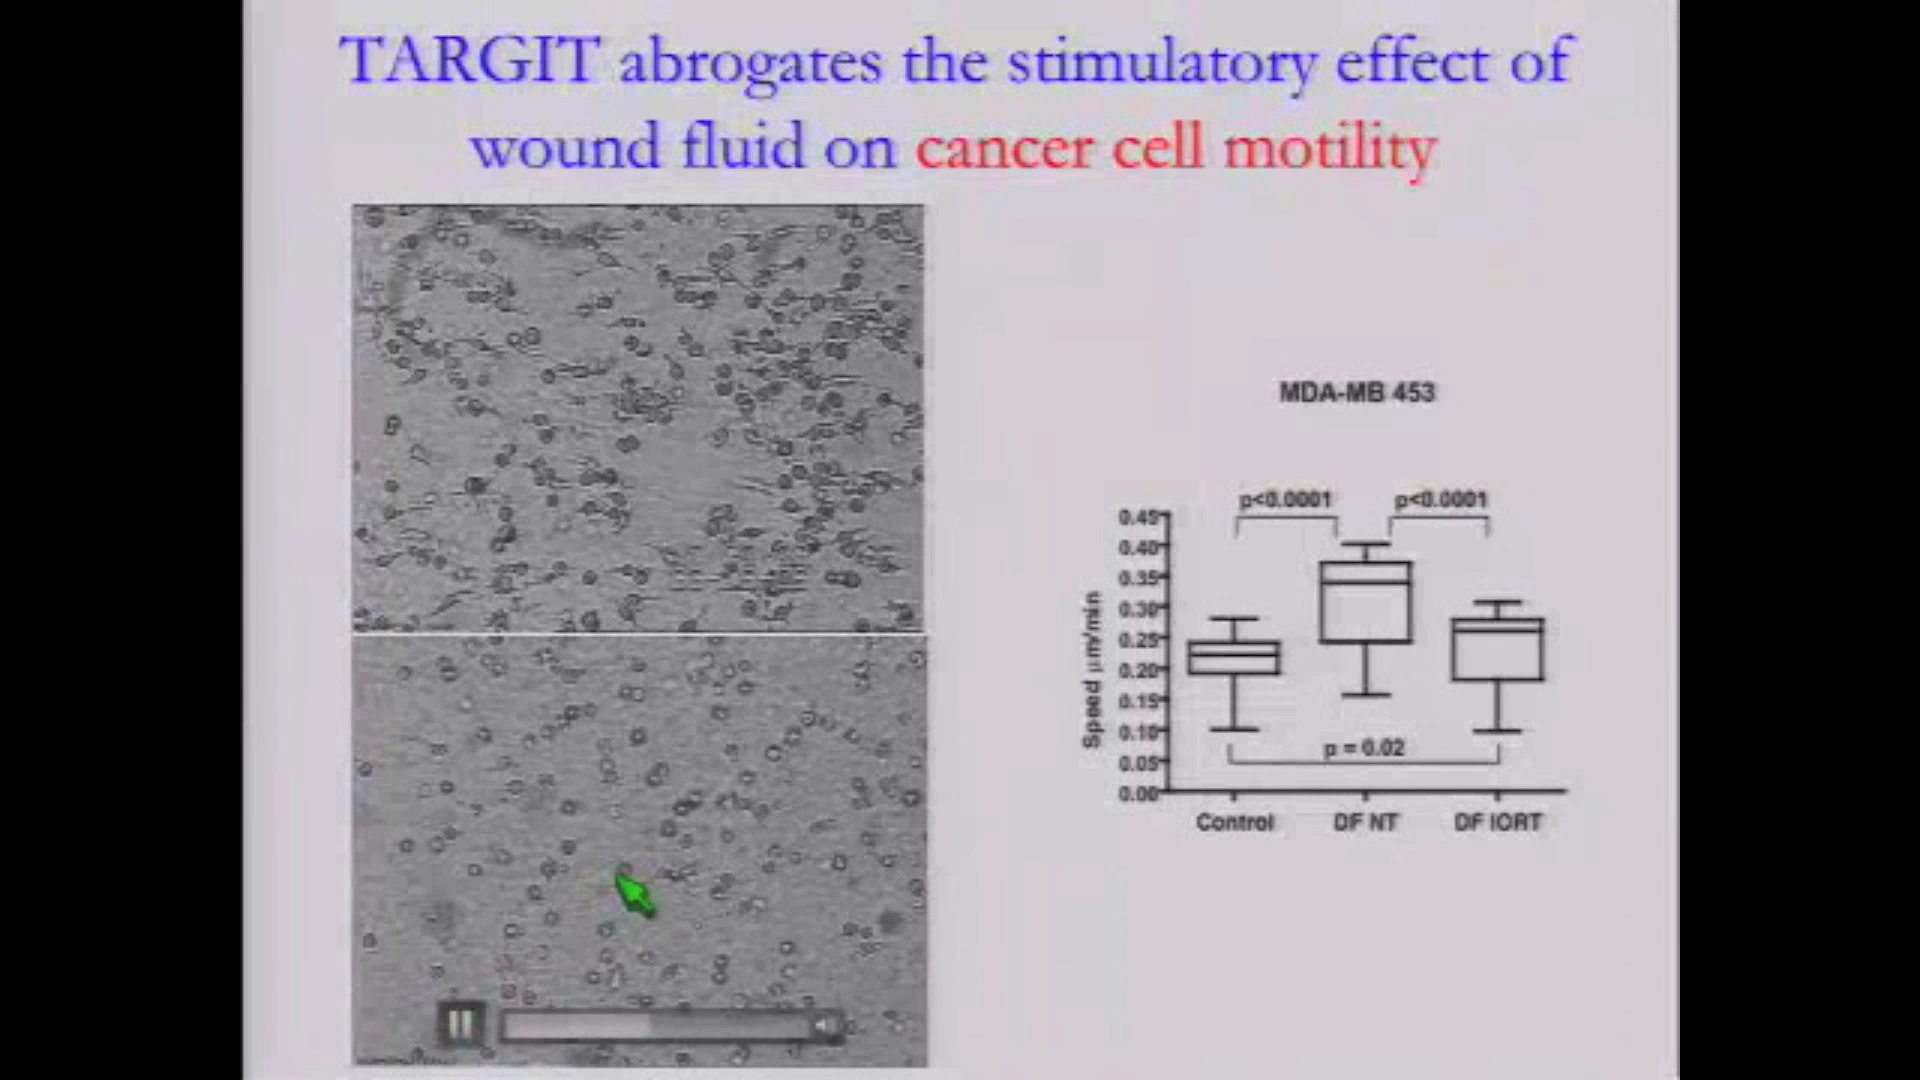 TARGIT abrogates the stimulatory effect of
wound fluid on cancer cell motility
MDA-MB 453
p<0.0001
p<0.0001
Speed µm/min
0.45
0.40
0.35
0.30
0.25
0.20
0.15
0.10
0.05
0.00
p = 0.02
Control
DF NT
DF IORT